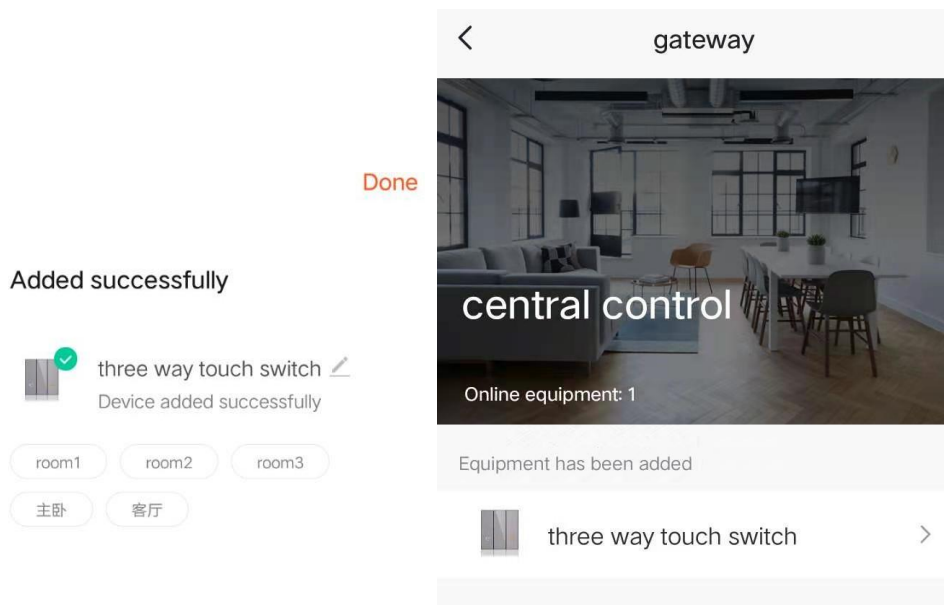 Done
Added successfully
three way touch switch
Device added successfully
room1 room2 room3
主卧 客厅
gateway
central control
Online equipment: 1
Equipment has been added
three way touch switch